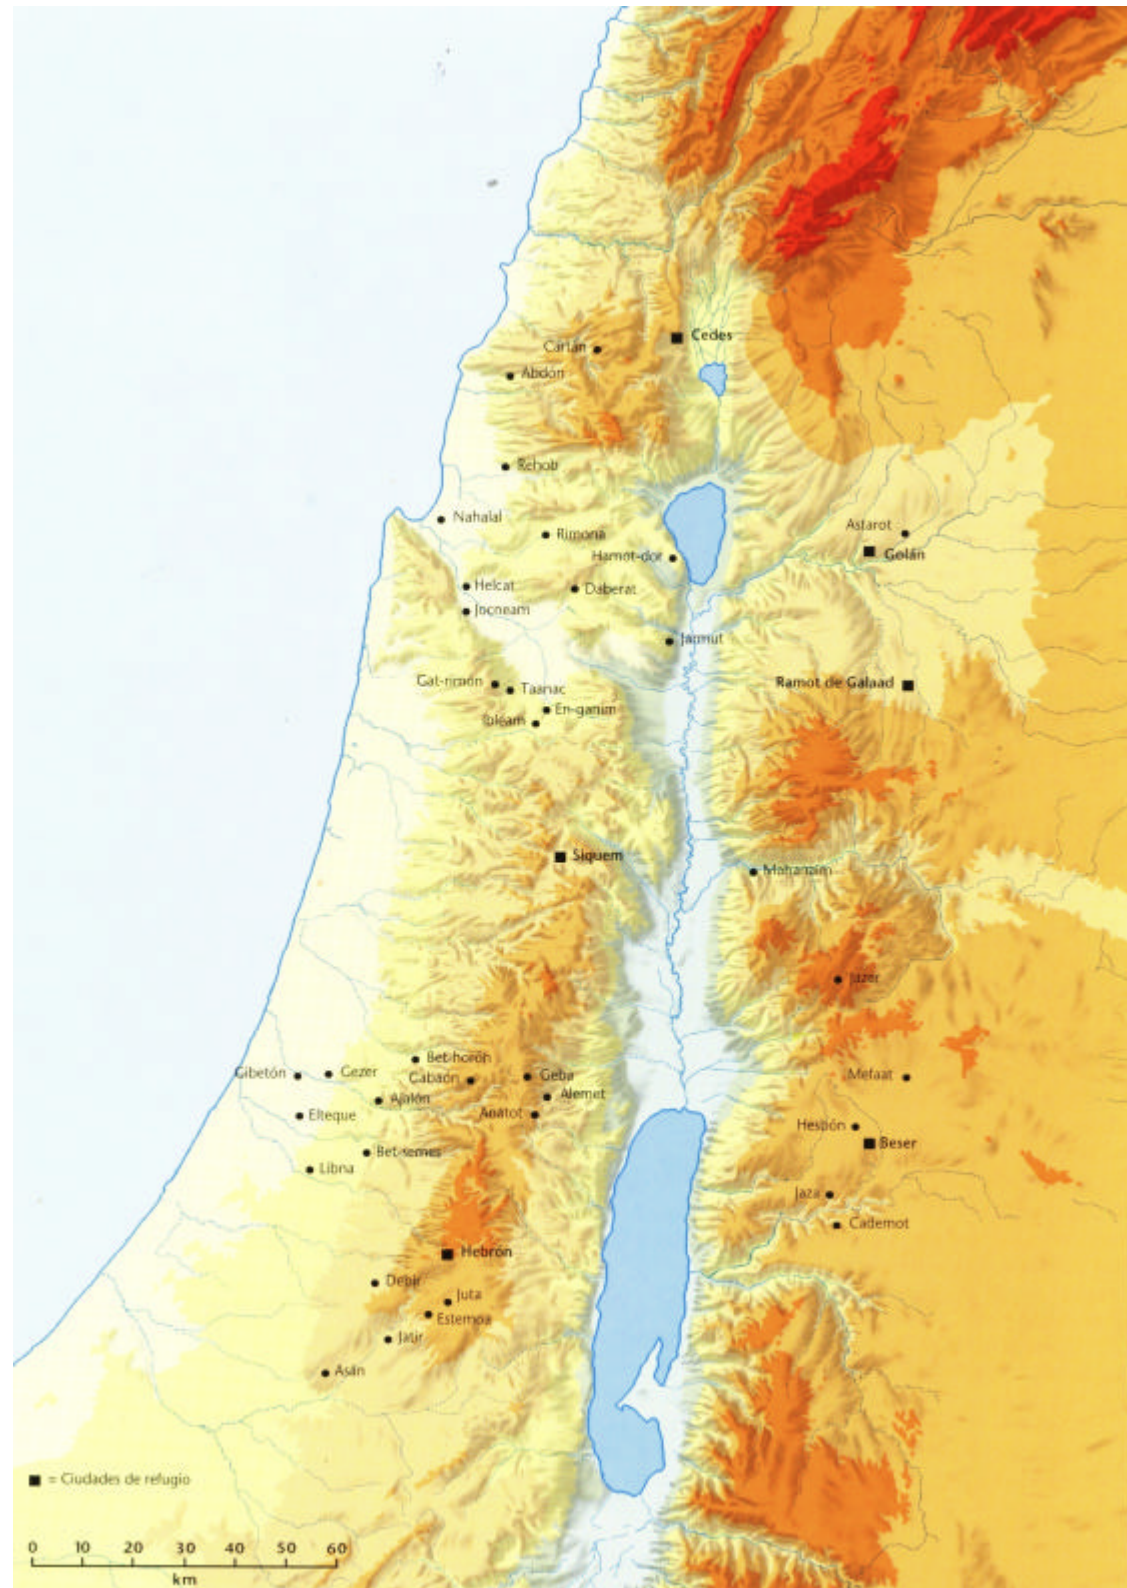 Cedes
Cartán
Abdón
Rehob
Nahalal
Rimona
Astarot
Golán
Hamot-dor
Helcat
Daberat
Jocneam
Jarmut
Gat-rimón
Taanac
Ramot de Galaad
En-ganim
Ibleam
Siquem
Mahanaim
Jazer
Bet-horón
Gibetón
Gezer
Gabaón
Geba
Mefaat
Ajalón
Alemet
Elteque
Anatot
Hesbón
Beser
Bet-semes
Libna
Jaza
Cademot
Hebrón
Debir
Juta
Estemoa
Jatir
Asán
= Ciudades de refugio
0 10 20 30 40 50 60
km